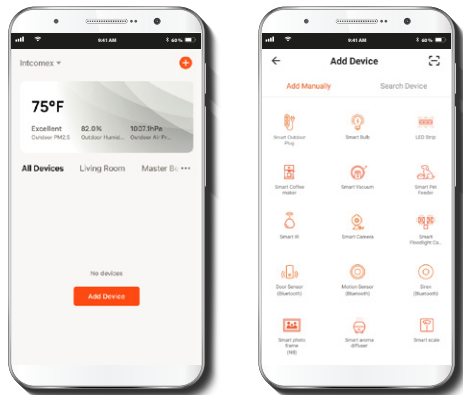 9:41 AM
60%
Intcomex
75°F
Excellent 82.0% 1007.1hPa
Outdoor PM2.5 Outdoor Humid... Outdoor Air Pr...
All Devices Living Room Master Be •••
No devices
Add Device
9:41 AM
60%
Add Device
Add Manually Search Device
Smart Outdoor
Plug
Smart Bulb
LED Strip
Smart Coffee
maker
Smart Vacuum
Smart Pet
Feeder
Smart IR
Smart Camera
Smart
Floodlight Ca...
Door Sensor
(Bluetooth)
Motion Sensor
(Bluetooth)
Siren
(Bluetooth)
Smart photo
frame
(NB)
Smart aroma
diffuser
Smart scale